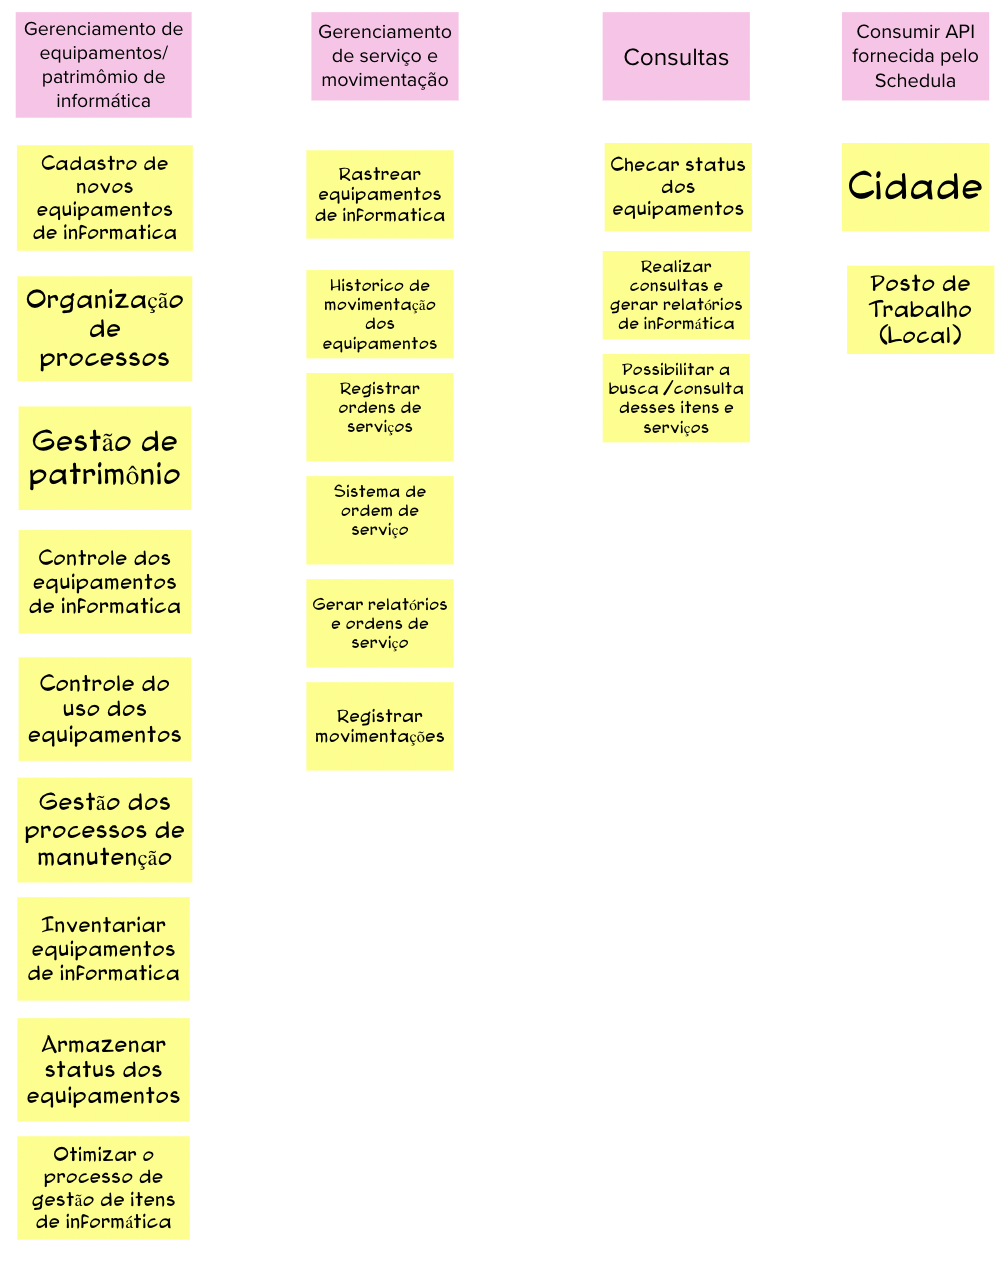 Gerenciamento de
equipamentos/
patrimômio de
informática
Cadastro de
novos
equipamentos
de informatica
Organização
de
processos
Gestão de
patrimônio
Controle dos
equipamentos
de informatica
Controle do
uso dos
equipamentos
Gestão dos
processos de
manutenção
Inventariar
equipamentos
de informatica
Armazenar
status dos
equipamentos
Otimizar o
processo de
gestão de itens
de informática
Gerenciamento
de serviço e
movimentação
Rastrear
equipamentos
de informatica
Historico de
movimentação
dos
equipamentos
Registrar
ordens de
serviços
Sistema de
ordem de
serviço
Gerar relatórios
e ordens de
serviço
Registrar
movimentações
Consultas
Checar status
dos
equipamentos
Realizar
consultas e
gerar relatórios
de informática
Possibilitar a
busca /consulta
desses itens e
serviços
Consumir API
fornecida pelo
Schedula
Cidade
Posto de
Trabalho
(Local)